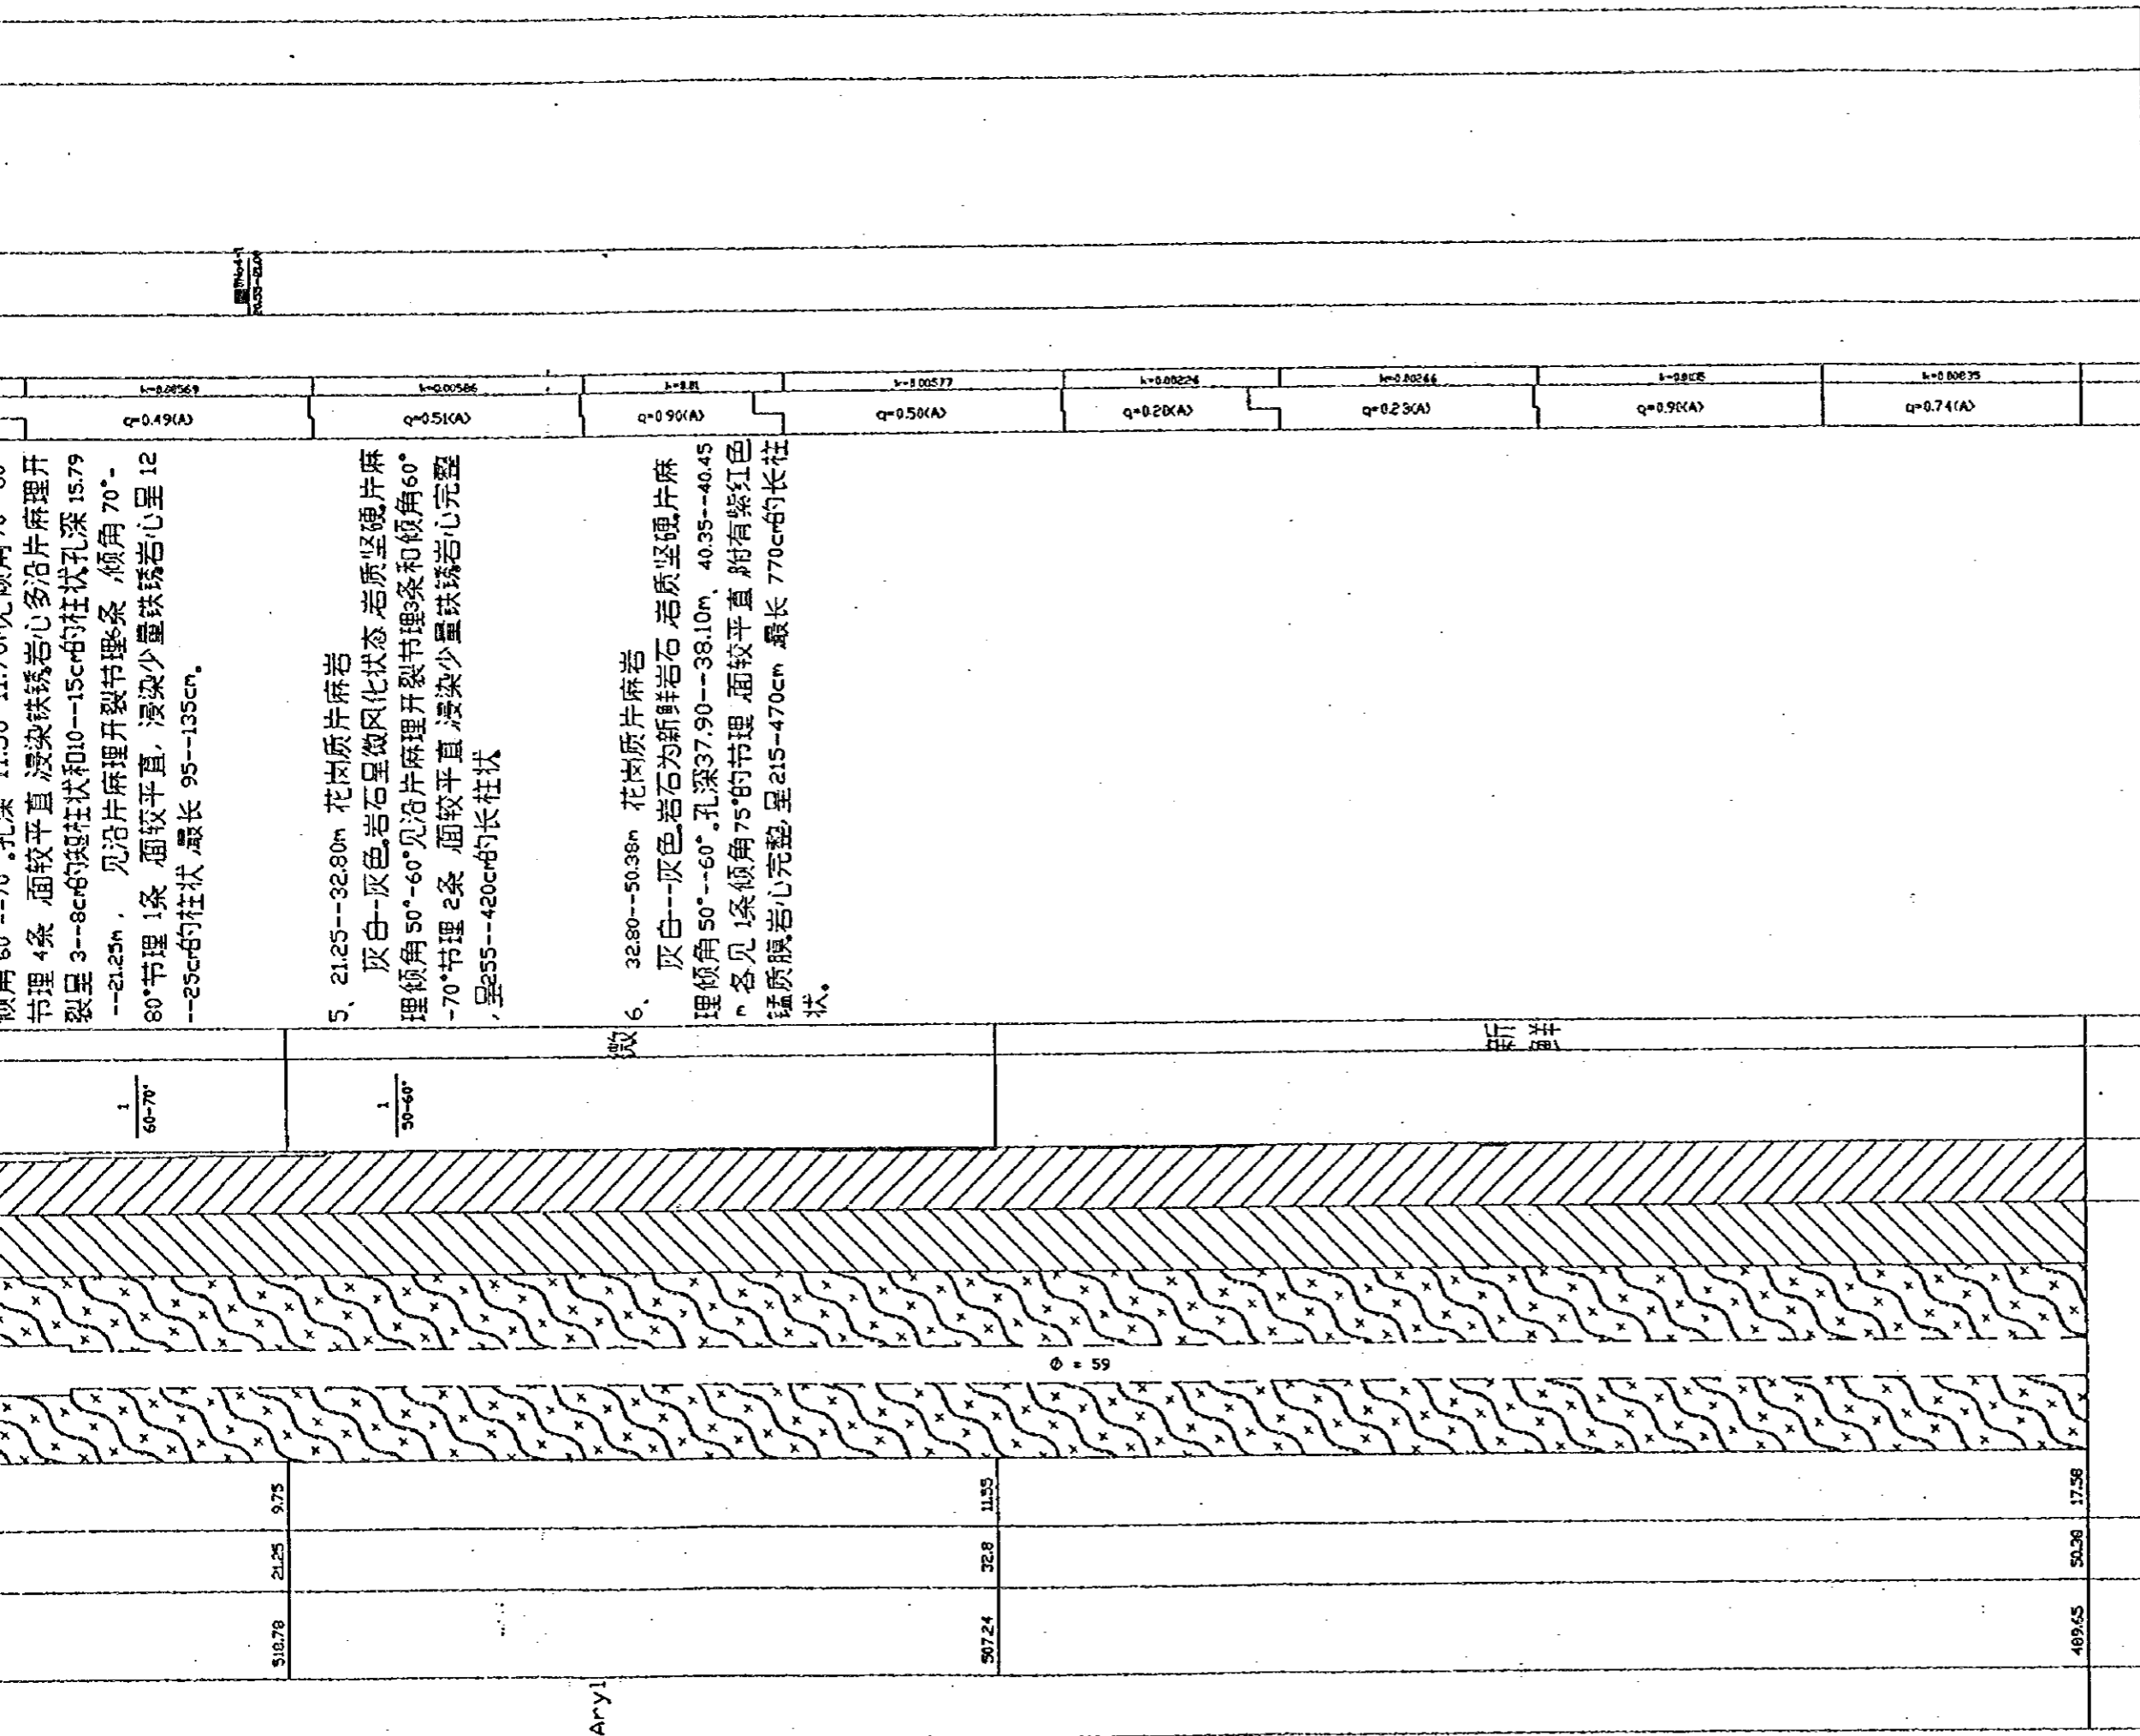 k=0.00569
q=0.49(A)
k=0.00586
q=0.51(A)
k=0.01
q=0.90(A)
k=0.00577
q=0.50(A)
k=0.00226
q=0.20(A)
k=0.00266
q=0.23(A)
q=0.90(A)
k=0.00835
q=0.74(A)
节理 4条 面较平直 浸染铁锈岩心多沿片麻理开
裂呈 3--8cm的短柱状和10--15cm的柱状孔深 15.79
--21.25m , 见沿片麻理开裂节理6条 ,倾角 70°-
80°节理 1条 面较平直, 浸染少量铁锈岩心呈 12
--25cm的柱状 最长 95--135cm。
5、 21.25--32.80m 花岗质片麻岩
灰白--灰色,岩石呈微风化状态 岩质坚硬,片麻
理倾角 50°-60°见沿片麻理开裂节理3条和倾角60°
-70°节理 2条 面较平直 浸染少量铁锈岩心完整
,呈255--420cm的长柱状
6、 32.80--50.38m 花岗质片麻岩
灰白---灰色,岩石为新鲜岩石 岩质坚硬片麻
理倾角 50°--60°。孔深37.90--38.10m、 40.35--40.45
m 各见 1条倾角75°的节理 面较平直 附有紫红色
锰质膜岩心完整,呈215-470cm 最长 770cm的长柱
状。
微
新鲜
1
60-70°
1
50-60°
Φ = 59
9.75
11.55
17.58
21.25
32.8
50.38
518.78
507.24
489.65
Aryl